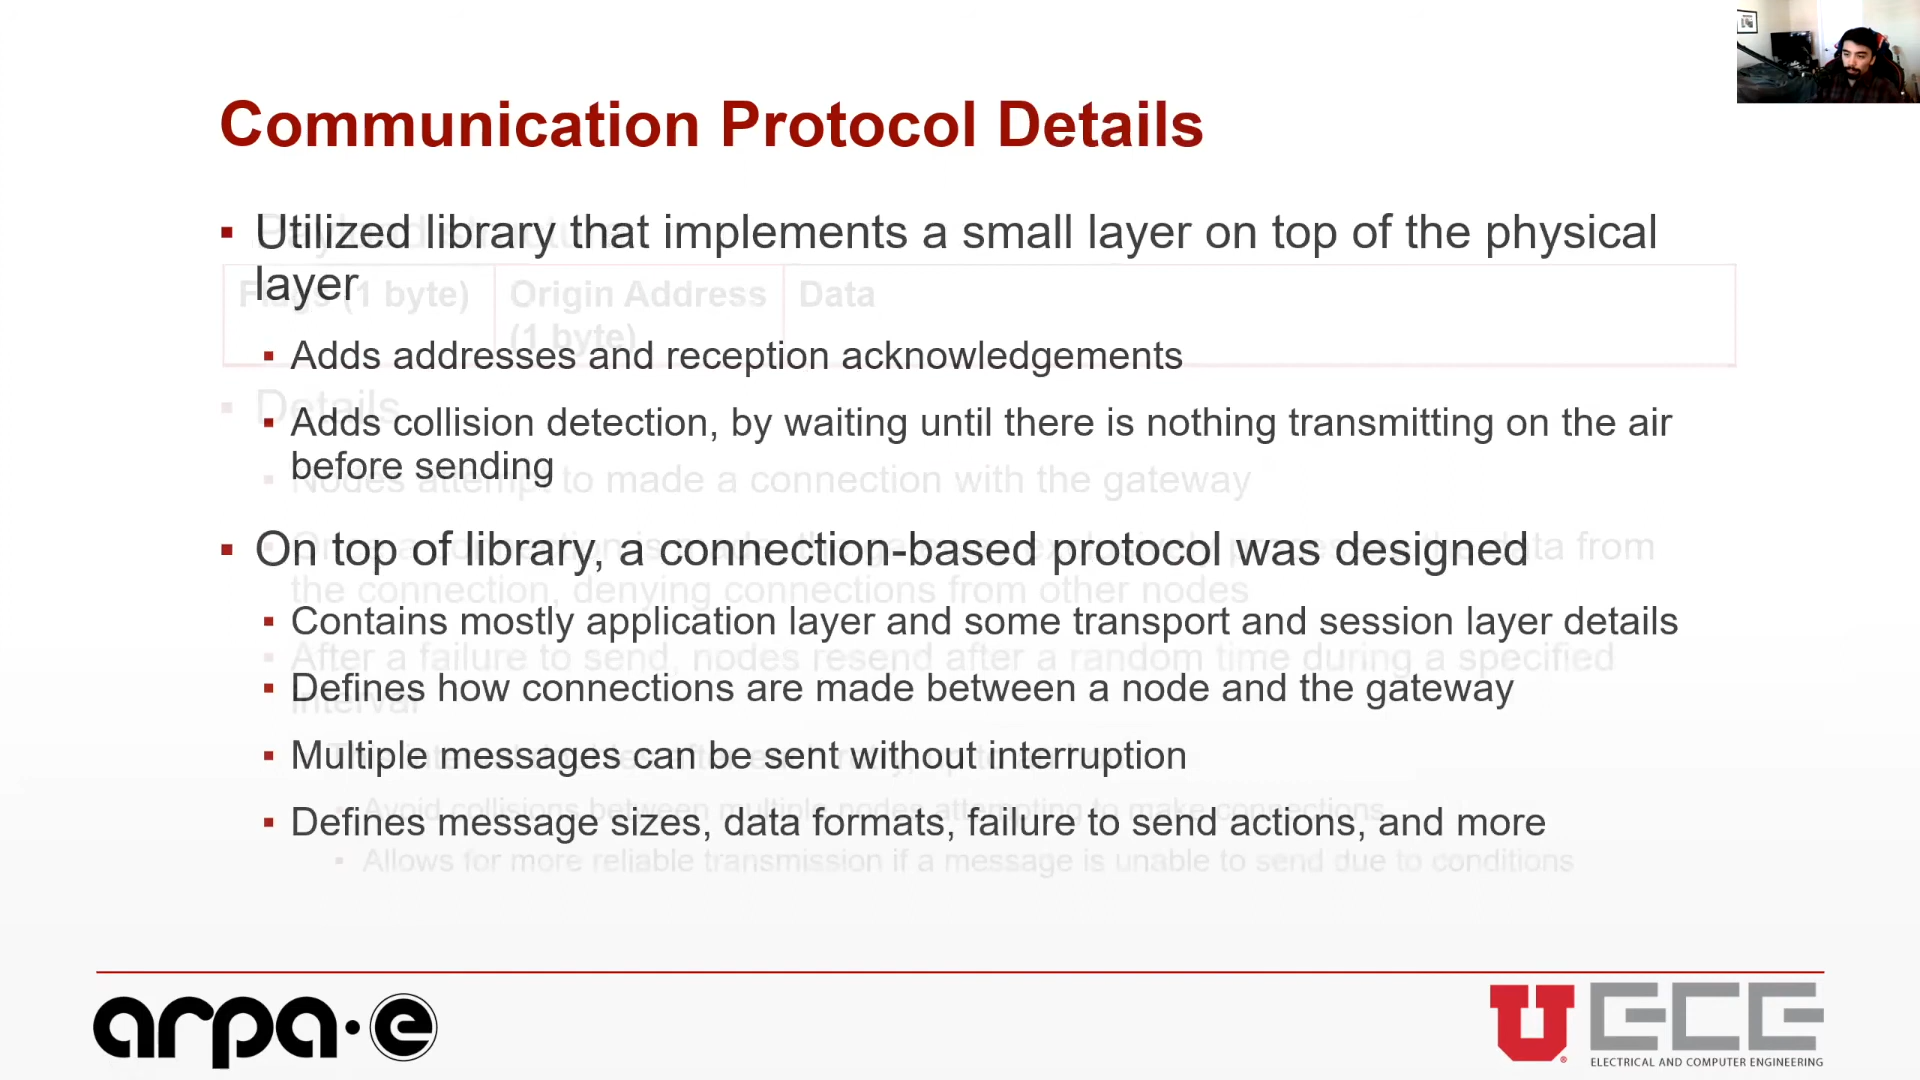 Communication Protocol Details
Utilized library that implements a small layer on top of the physical
layer
Adds addresses and reception acknowledgements
Adds collision detection, by waiting until there is nothing transmitting on the air
before sending
On top of library, a connection-based protocol was designed
Contains mostly application layer and some transport and session layer details
Defines how connections are made between a node and the gateway
Multiple messages can be sent without interruption
Defines message sizes, data formats, failure to send actions, and more
Flags (1 byte)
Origin Address
(1 byte)
Data
Details
Nodes attempt to made a connection with the gateway
the connection, denying connections from other nodes
After a failure to send, nodes resend after a random time during a specified
interval
Avoid collisions between multiple nodes attempting to make connections
Allows for more reliable transmission if a message is unable to send due to conditions
arpa·e
U ECE
ELECTRICAL AND COMPUTER ENGINEERING